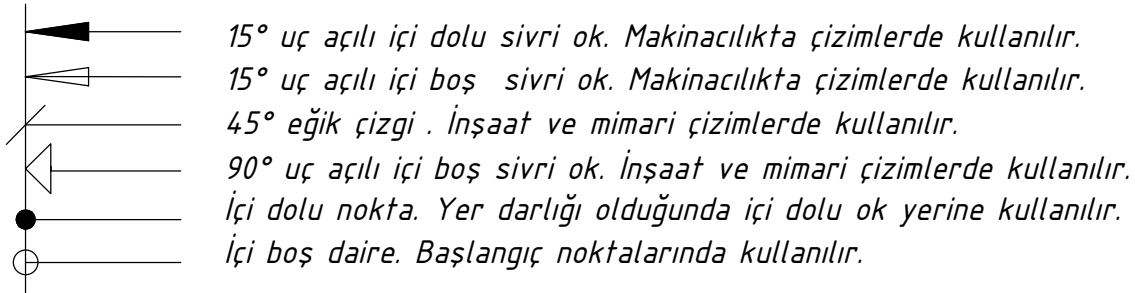 15° uç açılı içi dolu sivri ok. Makinacılıkta çizimlerde kullanılır.
15° uç açılı içi boş sivri ok. Makinacılıkta çizimlerde kullanılır.
45° eğik çizgi . İnşaat ve mimari çizimlerde kullanılır.
90° uç açılı içi boş sivri ok. İnşaat ve mimari çizimlerde kullanılır.
İçi dolu nokta. Yer darlığı olduğunda içi dolu ok yerine kullanılır.
İçi boş daire. Başlangıç noktalarında kullanılır.